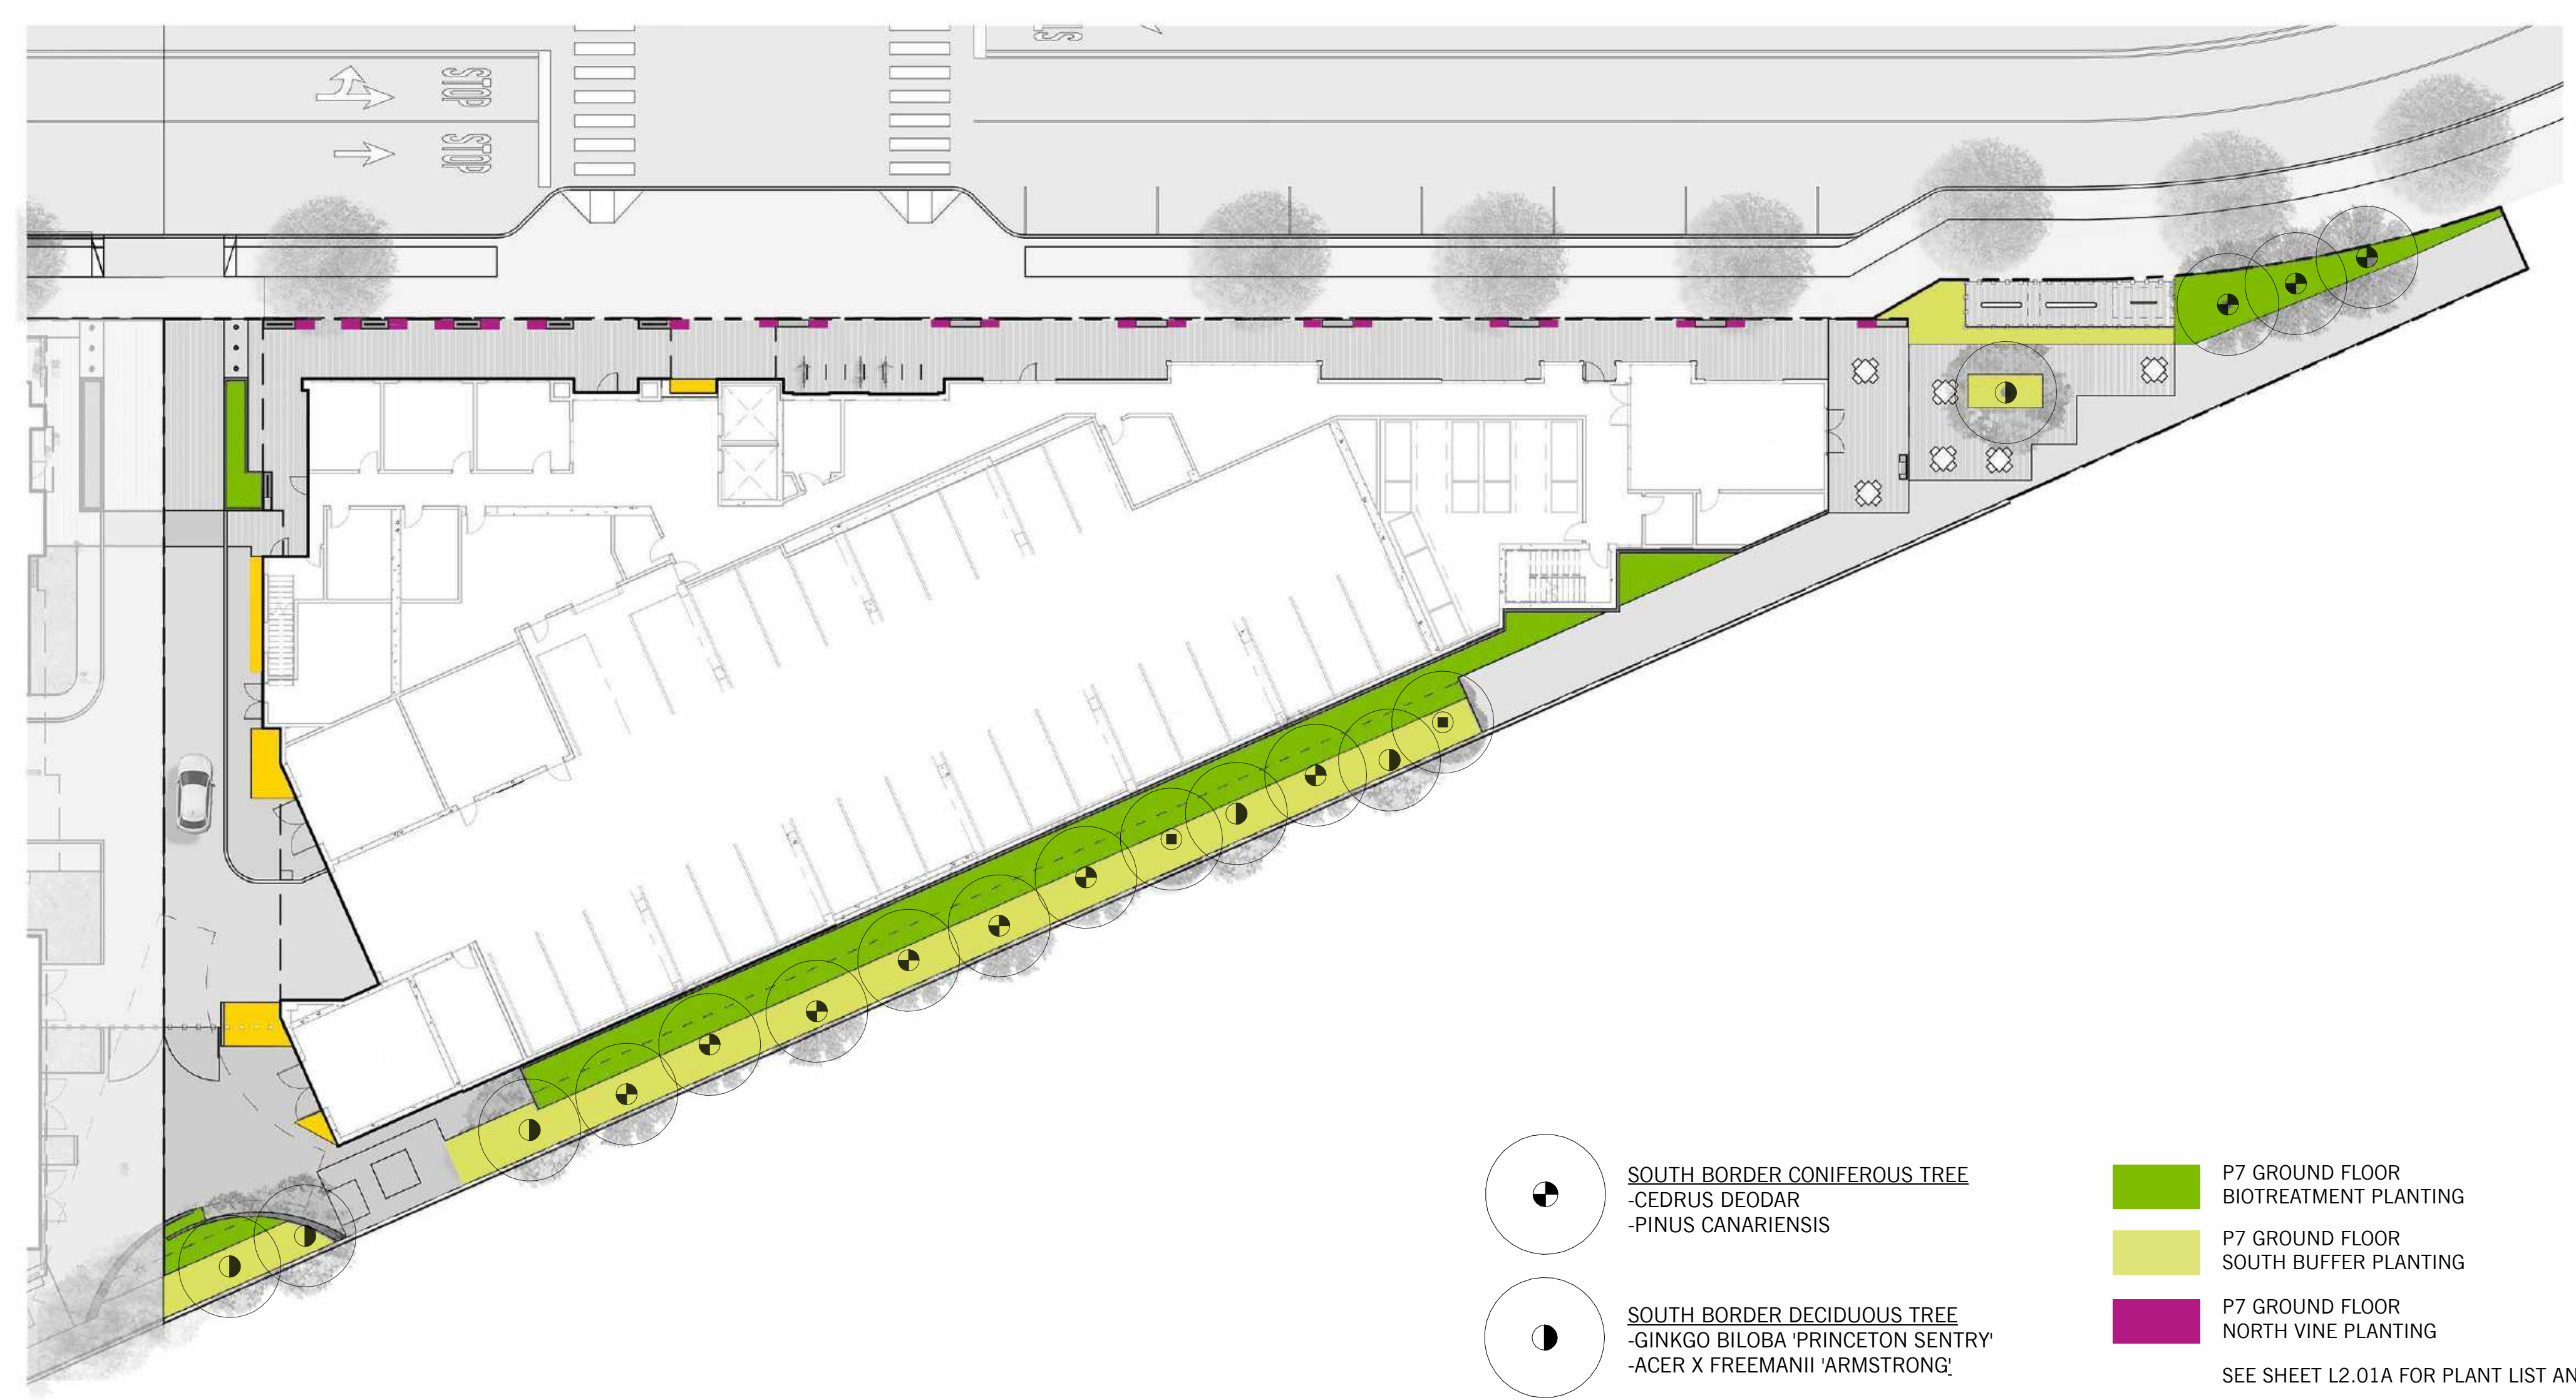 STOP
STOP
SOUTH BORDER CONIFEROUS TREE
-CEDRUS DEODAR
-PINUS CANARIENSIS
SOUTH BORDER DECIDUOUS TREE
-GINKGO BILOBA 'PRINCETON SENTRY'
-ACER X FREEMANII 'ARMSTRONG'
P7 GROUND FLOOR
BIOTREATMENT PLANTING
P7 GROUND FLOOR
SOUTH BUFFER PLANTING
P7 GROUND FLOOR
NORTH VINE PLANTING
SEE SHEET L2.01A FOR PLANT LIST